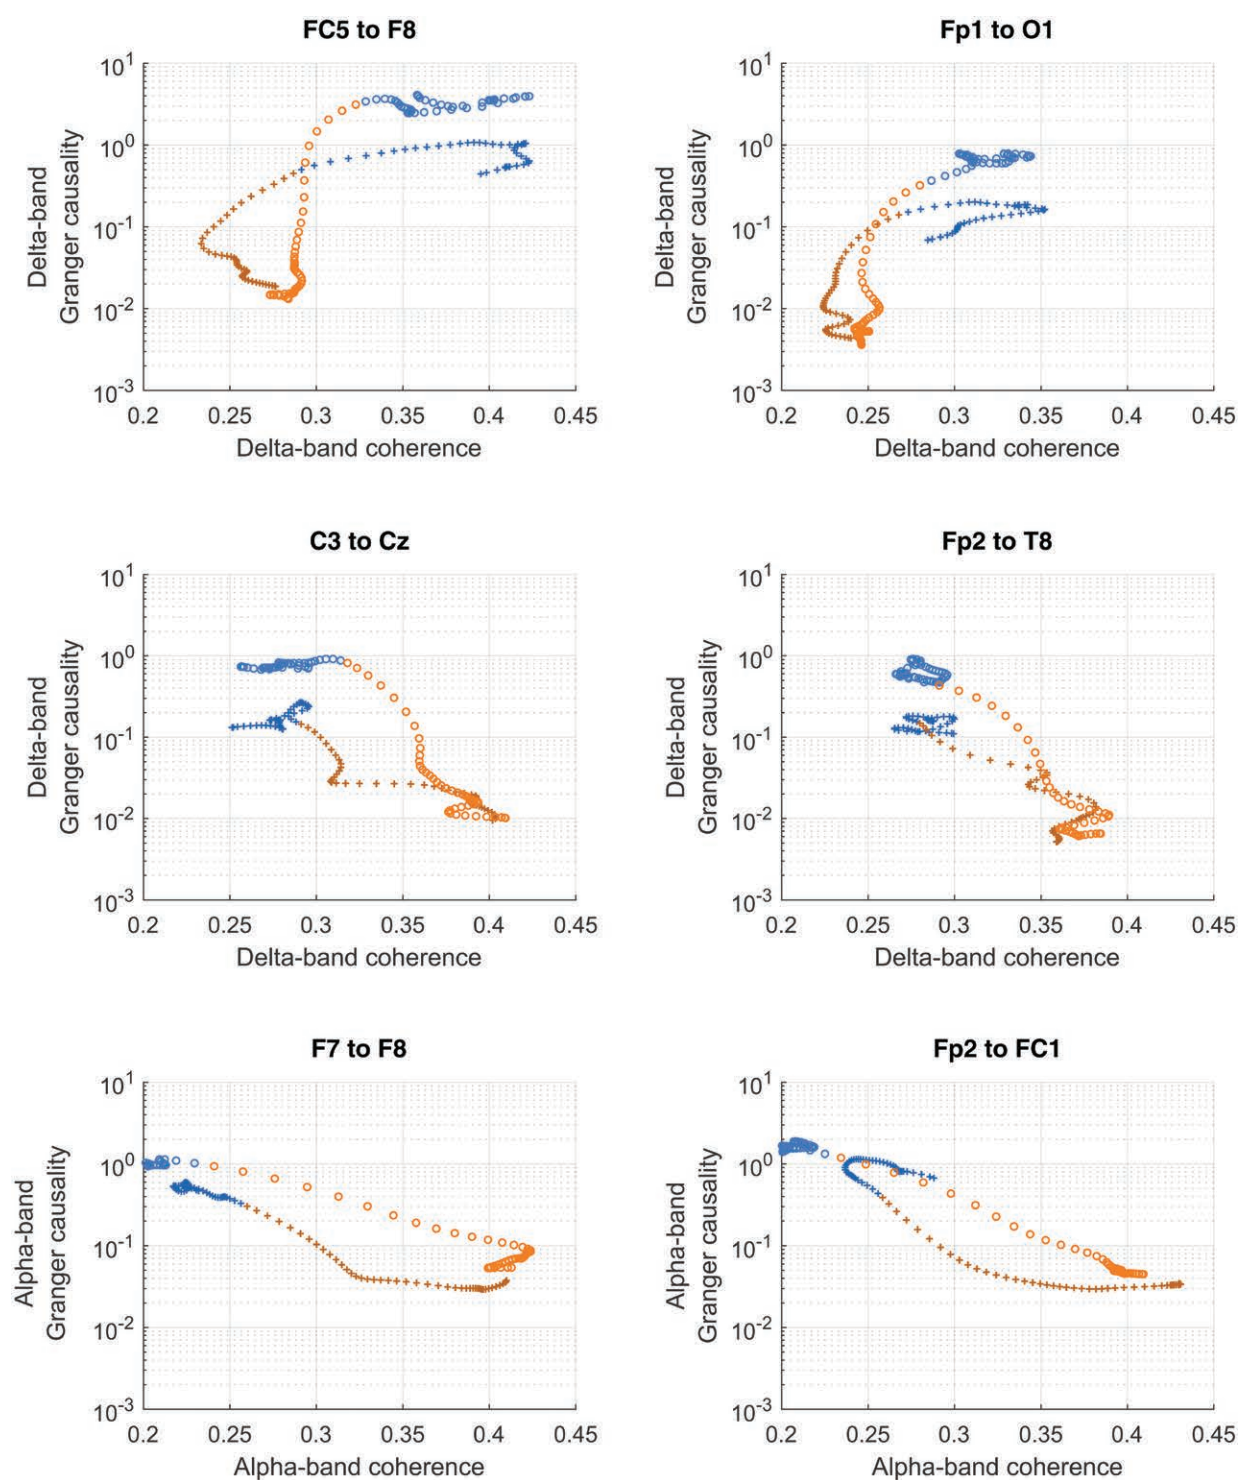 FC5 to F8
10^1
10^0
10^-1
10^-2
10^-3
Delta-band
Granger causality
0.2 0.25 0.3 0.35 0.4 0.45
Delta-band coherence
Fp1 to O1
10^1
10^0
10^-1
10^-2
10^-3
Delta-band
Granger causality
0.2 0.25 0.3 0.35 0.4 0.45
Delta-band coherence
C3 to Cz
10^1
10^0
10^-1
10^-2
10^-3
Delta-band
Granger causality
0.2 0.25 0.3 0.35 0.4 0.45
Delta-band coherence
Fp2 to T8
10^1
10^0
10^-1
10^-2
10^-3
Delta-band
Granger causality
0.2 0.25 0.3 0.35 0.4 0.45
Delta-band coherence
F7 to F8
10^1
10^0
10^-1
10^-2
10^-3
Alpha-band
Granger causality
0.2 0.25 0.3 0.35 0.4 0.45
Alpha-band coherence
Fp2 to FC1
10^1
10^0
10^-1
10^-2
10^-3
Alpha-band
Granger causality
0.2 0.25 0.3 0.35 0.4 0.45
Alpha-band coherence